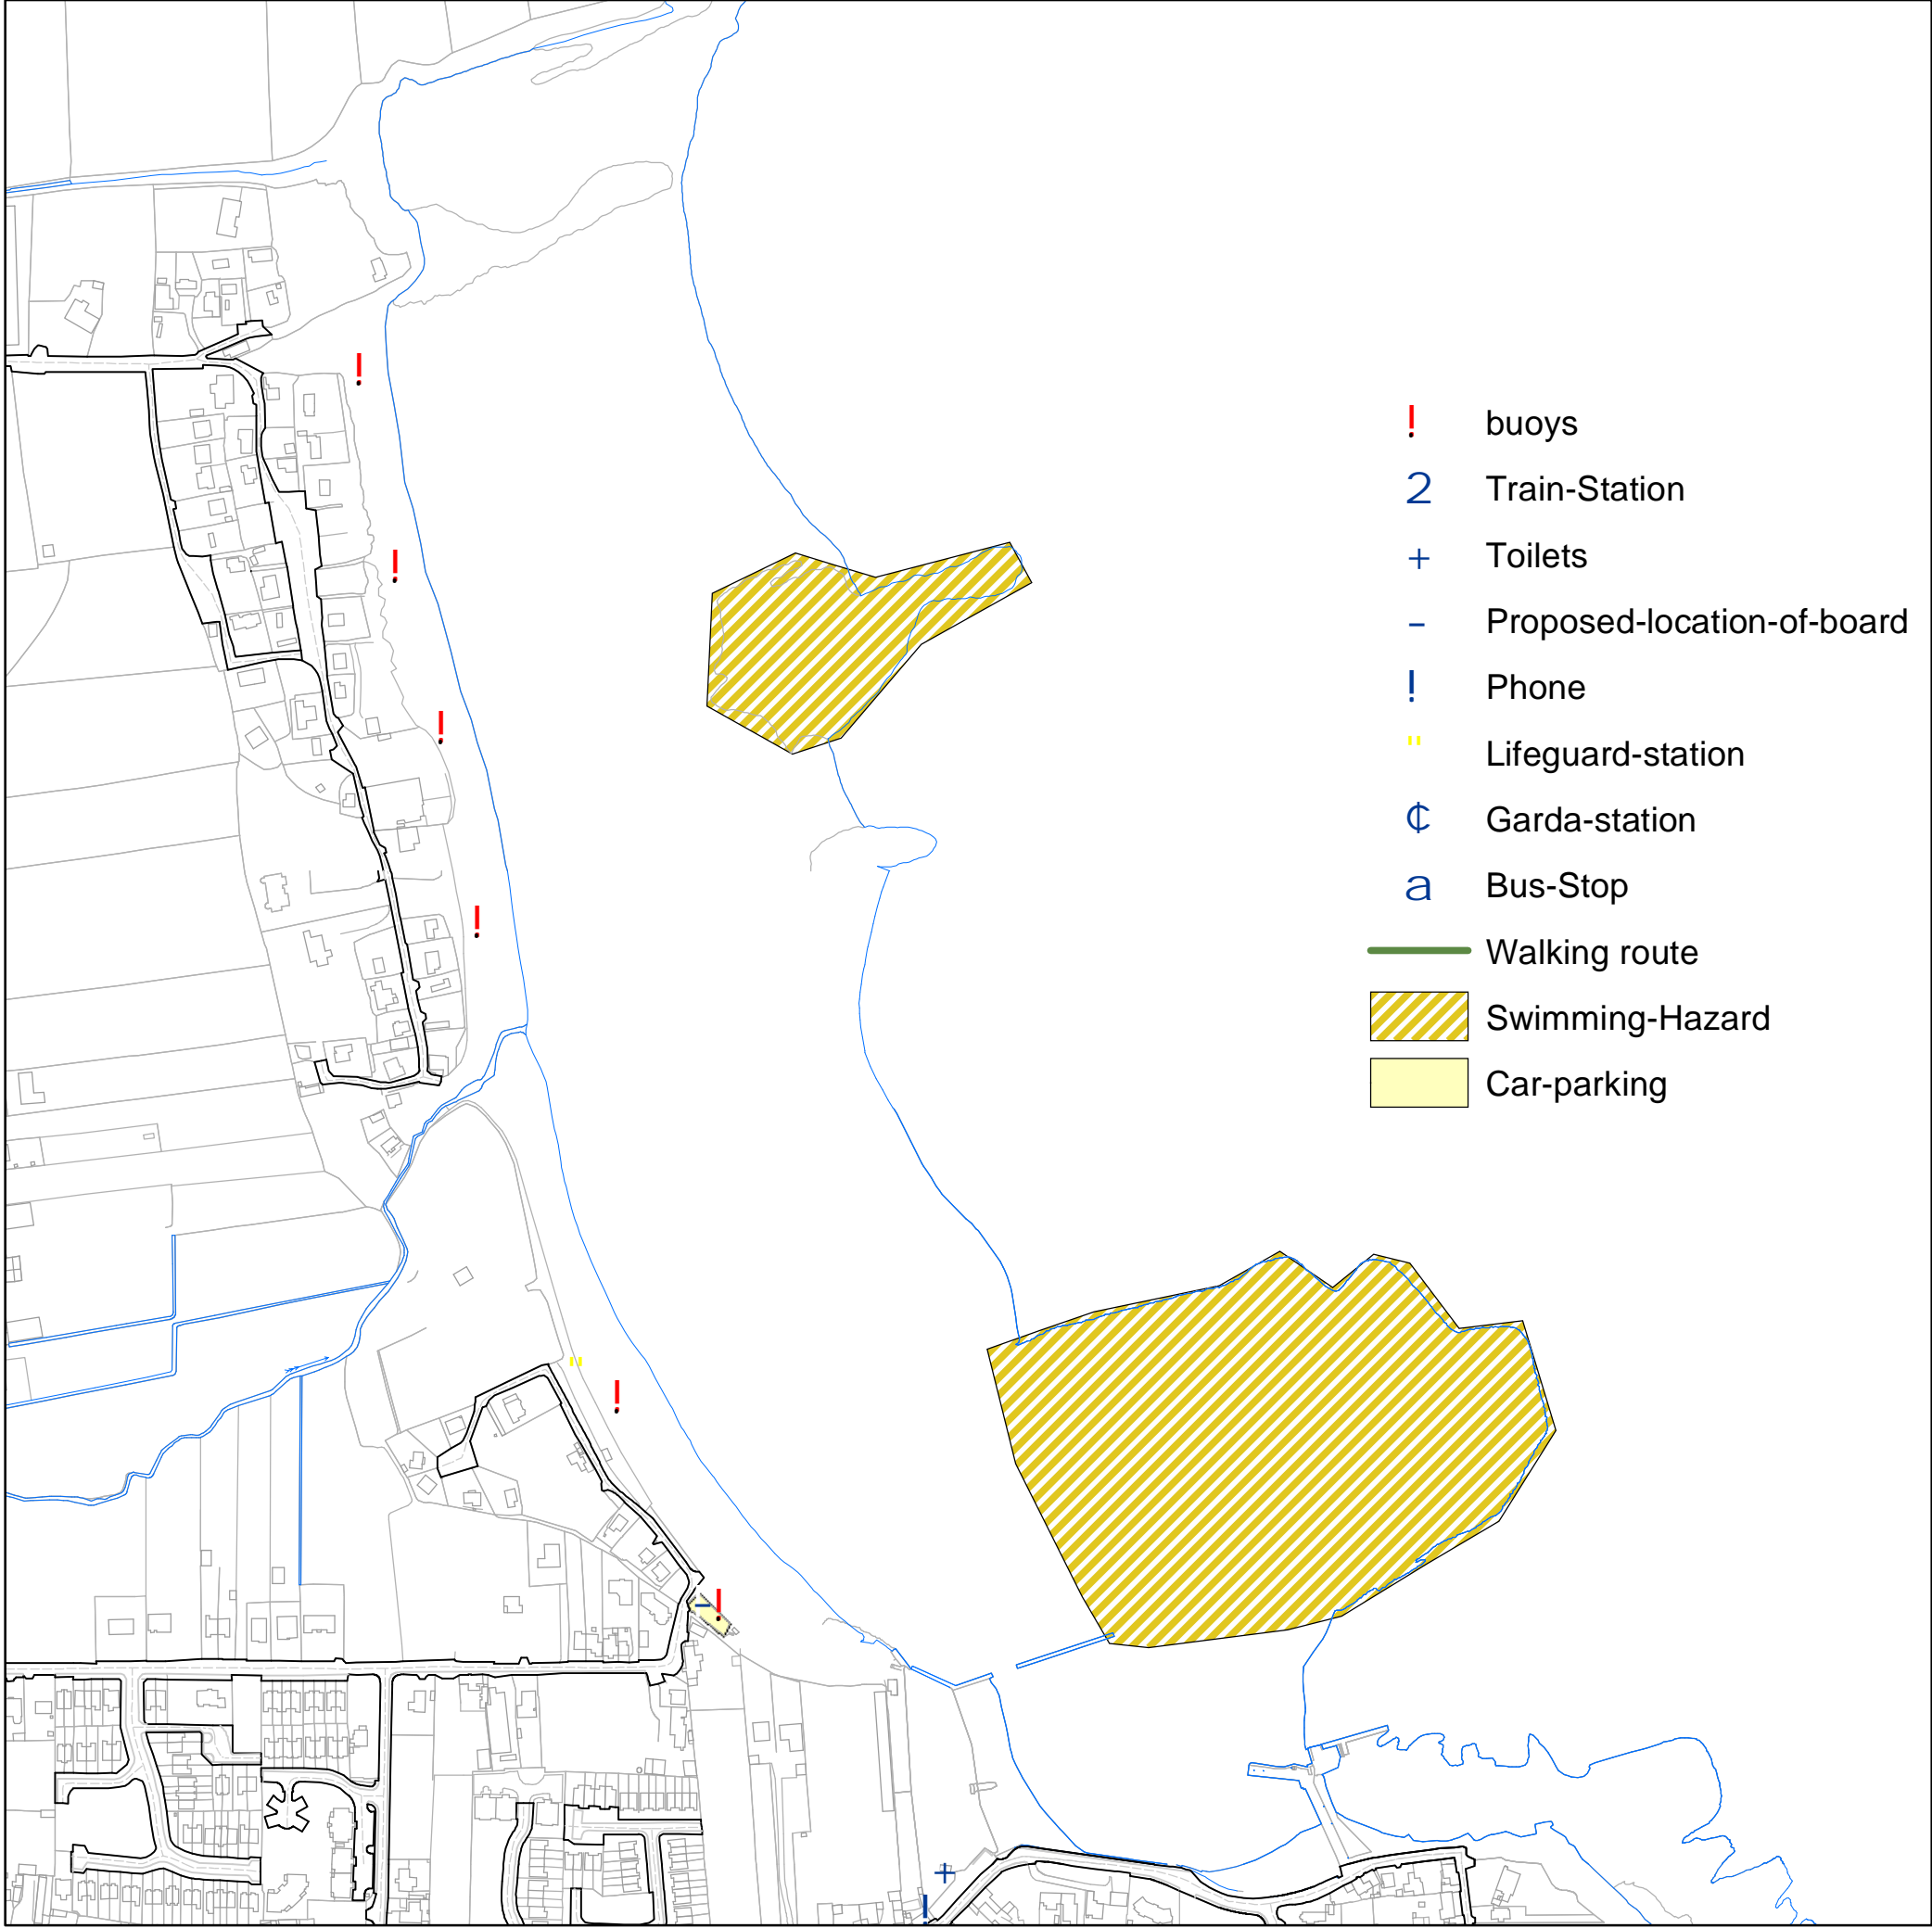 ! buoys
2 Train-Station
+ Toilets
– Proposed-location-of-board
! Phone
" Lifeguard-station
¢ Garda-station
a Bus-Stop
Walking route
Swimming-Hazard
Car-parking